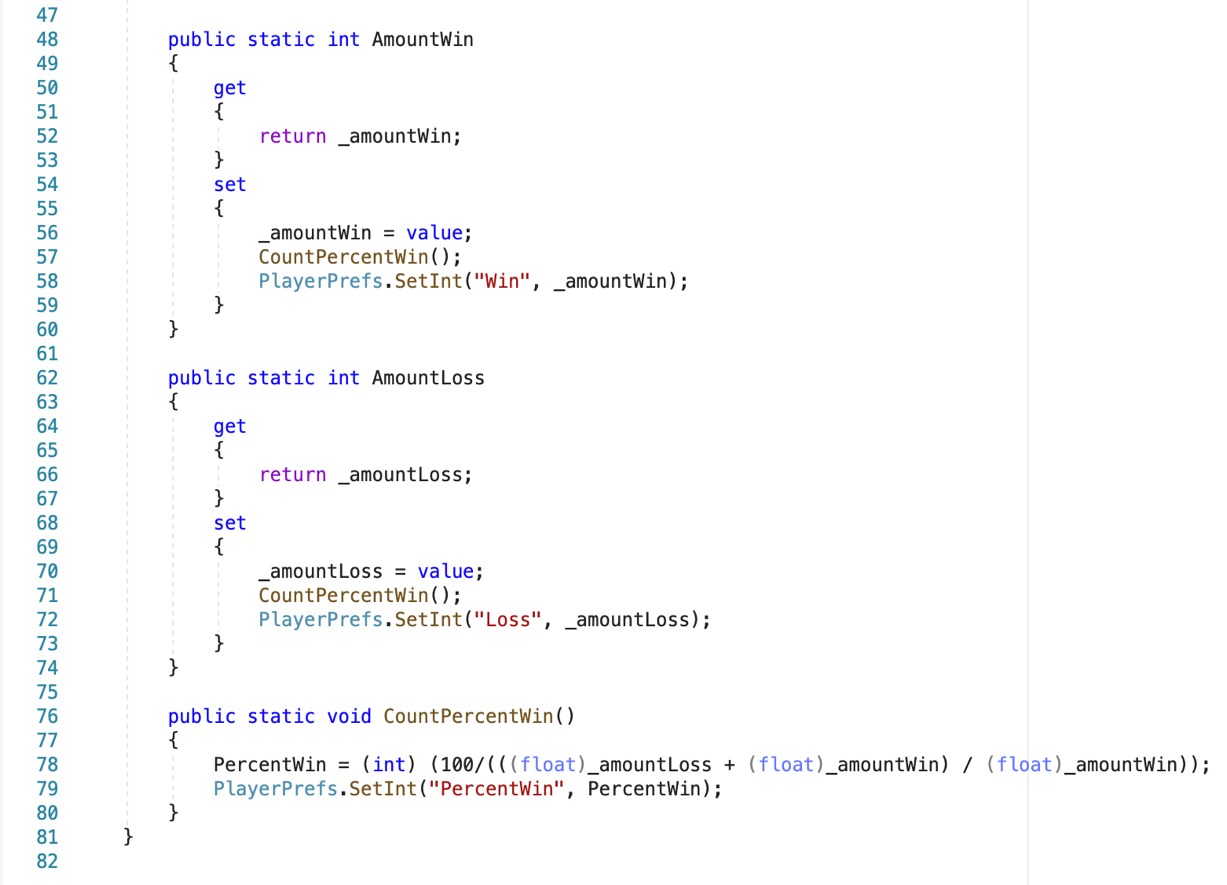 47
48 public static int AmountWin
49 {
50 get
51 {
52 return _amountWin;
53 }
54 set
55 {
56 _amountWin = value;
57 CountPercentWin();
58 PlayerPrefs.SetInt("Win", _amountWin);
59 }
60 }
61
62 public static int AmountLoss
63 {
64 get
65 {
66 return _amountLoss;
67 }
68 set
69 {
70 _amountLoss = value;
71 CountPercentWin();
72 PlayerPrefs.SetInt("Loss", _amountLoss);
73 }
74 }
75
76 public static void CountPercentWin()
77 {
78 PercentWin = (int) (100/(((float)_amountLoss + (float)_amountWin) / (float)_amountWin));
79 PlayerPrefs.SetInt("PercentWin", PercentWin);
80 }
81 }
82